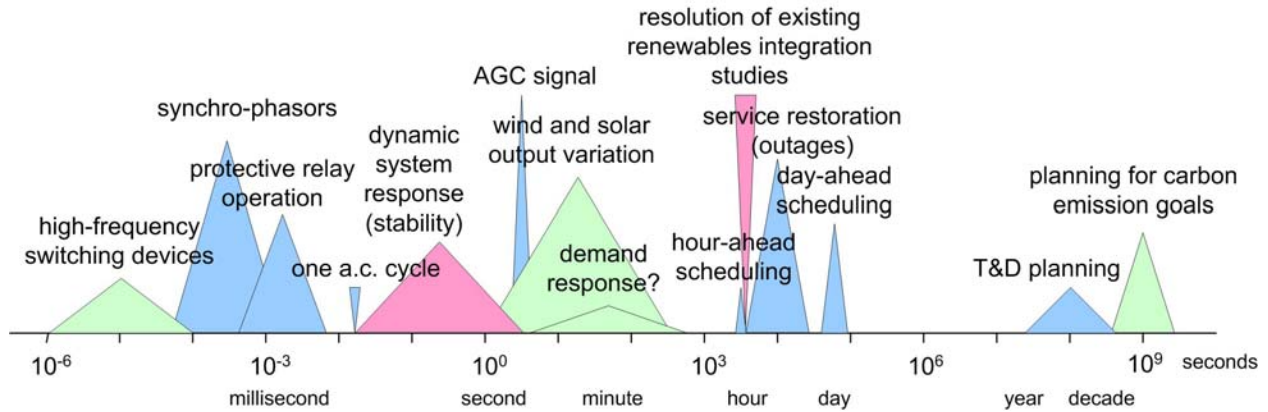 resolution of existing
renewables integration
studies
AGC signal
synchro-phasors
dynamic
system
response
(stability)
wind and solar
output variation
service restoration
(outages)
protective relay
operation
day-ahead
scheduling
planning for carbon
emission goals
high-frequency
switching devices
one a.c. cycle
demand
response?
hour-ahead
scheduling
T&D planning
10⁻⁶
10⁻³
10⁰
10³
10⁶
10⁹
seconds
millisecond
second
minute
hour
day
year
decade